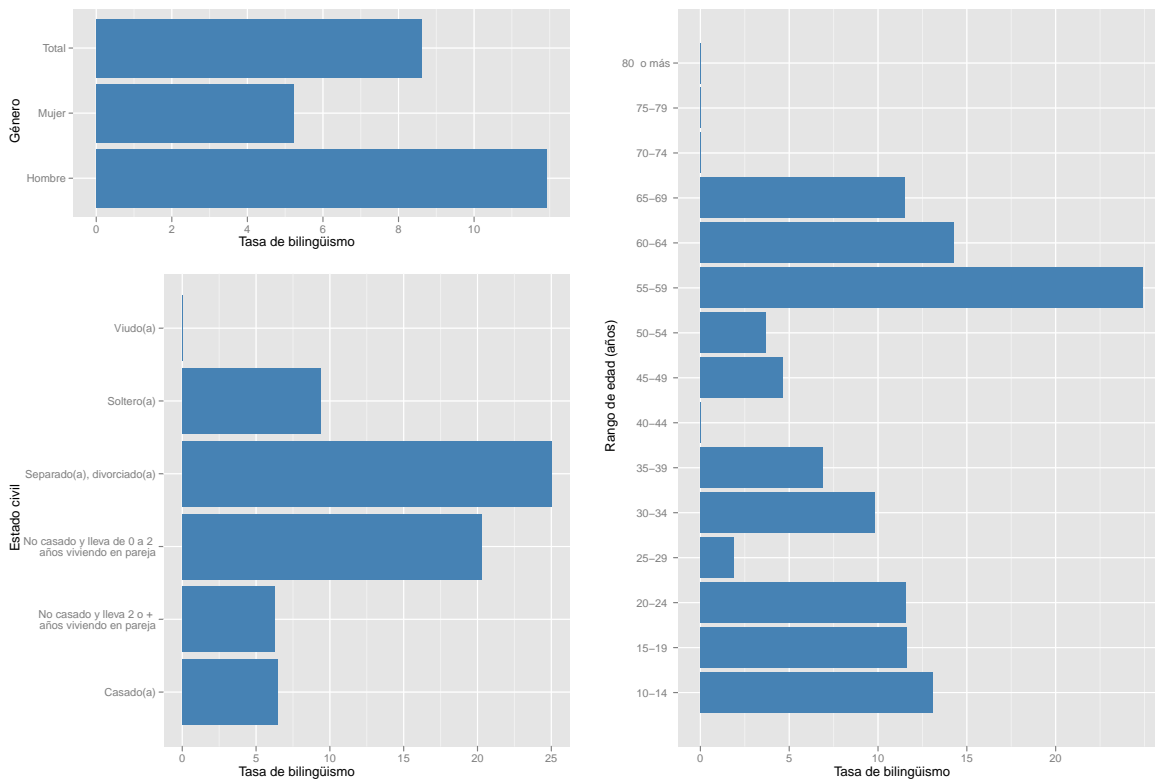 Total
Mujer
Hombre
Género
0 2 4 6 8 10
Tasa de bilingüismo
Viudo(a)
Soltero(a)
Separado(a), divorciado(a)
No casado y lleva de 0 a 2
años viviendo en pareja
No casado y lleva 2 o +
años viviendo en pareja
Casado(a)
Estado civil
0 5 10 15 20 25
Tasa de bilingüismo
80 o más
75–79
70–74
65–69
60–64
55–59
50–54
45–49
40–44
35–39
30–34
25–29
20–24
15–19
10–14
Rango de edad (años)
0 5 10 15 20
Tasa de bilingüismo